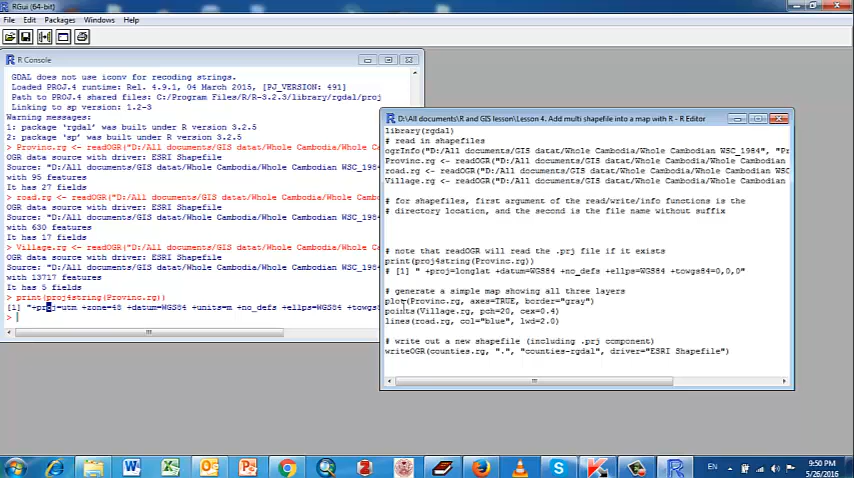 RGui (64-bit)
File Edit Packages Windows Help
R Console
GDAL does not use iconv for recoding strings.
Loaded PROJ.4 runtime: Rel. 4.9.1, 04 March 2015, [PJ_VERSION: 491]
Path to PROJ.4 shared files: C:/Program Files/R/R-3.2.3/library/rgdal/proj
Linking to sp version: 1.2-3
Warning messages:
1: package 'rgdal' was built under R version 3.2.5
2: package 'sp' was built under R version 3.2.5
> Provinc.rg <- readOGR("D:/All documents/GIS datat/Whole Cambodia
OGR data source with driver: ESRI Shapefile
Source: "D:/All documents/GIS datat/Whole Cambodia/Whole Cambodian WSC_1984"
with 95 features
It has 27 fields
> road.rg <- readOGR("D:/All documents/GIS datat/Whole Cambodia/Wh
OGR data source with driver: ESRI Shapefile
Source: "D:/All documents/GIS datat/Whole Cambodia/Whole Cambodian WSC_1984"
with 630 features
It has 17 fields
> Village.rg <- readOGR("D:/All documents/GIS datat/Whole Cambodia
OGR data source with driver: ESRI Shapefile
Source: "D:/All documents/GIS datat/Whole Cambodia/Whole Cambodian WSC_1984"
with 13717 features
It has 5 fields
> print(proj4string(Provinc.rg))
[1] "+proj=utm +zone=48 +datum=WGS84 +units=m +no_defs +ellps=WGS84 +towgs8
>
D:\All documents\R and GIS lesson\Lesson 4. Add multi shapefile into a map with R - R Editor
library(rgdal)
# read in shapefiles
ogrInfo("D:/All documents/GIS datat/Whole Cambodia/Whole Cambodian WSC_1984", "Pr
Provinc.rg <- readOGR("D:/All documents/GIS datat/Whole Cambodia/Whole Cambodian
road.rg <- readOGR("D:/All documents/GIS datat/Whole Cambodia/Whole Cambodian WSC
Village.rg <- readOGR("D:/All documents/GIS datat/Whole Cambodia/Whole Cambodian
# for shapefiles, first argument of the read/write/info functions is the
# directory location, and the second is the file name without suffix
# note that readOGR will read the .prj file if it exists
print(proj4string(Provinc.rg))
# [1] " +proj=longlat +datum=WGS84 +no_defs +ellps=WGS84 +towgs84=0,0,0"
# generate a simple map showing all three layers
plot(Provinc.rg, axes=TRUE, border="gray")
points(Village.rg, pch=20, cex=0.4)
lines(road.rg, col="blue", lwd=2.0)
# write out a new shapefile (including .prj component)
writeOGR(counties.rg, ".", "counties-rgdal", driver="ESRI Shapefile")
EN
9:50 PM
5/26/2016